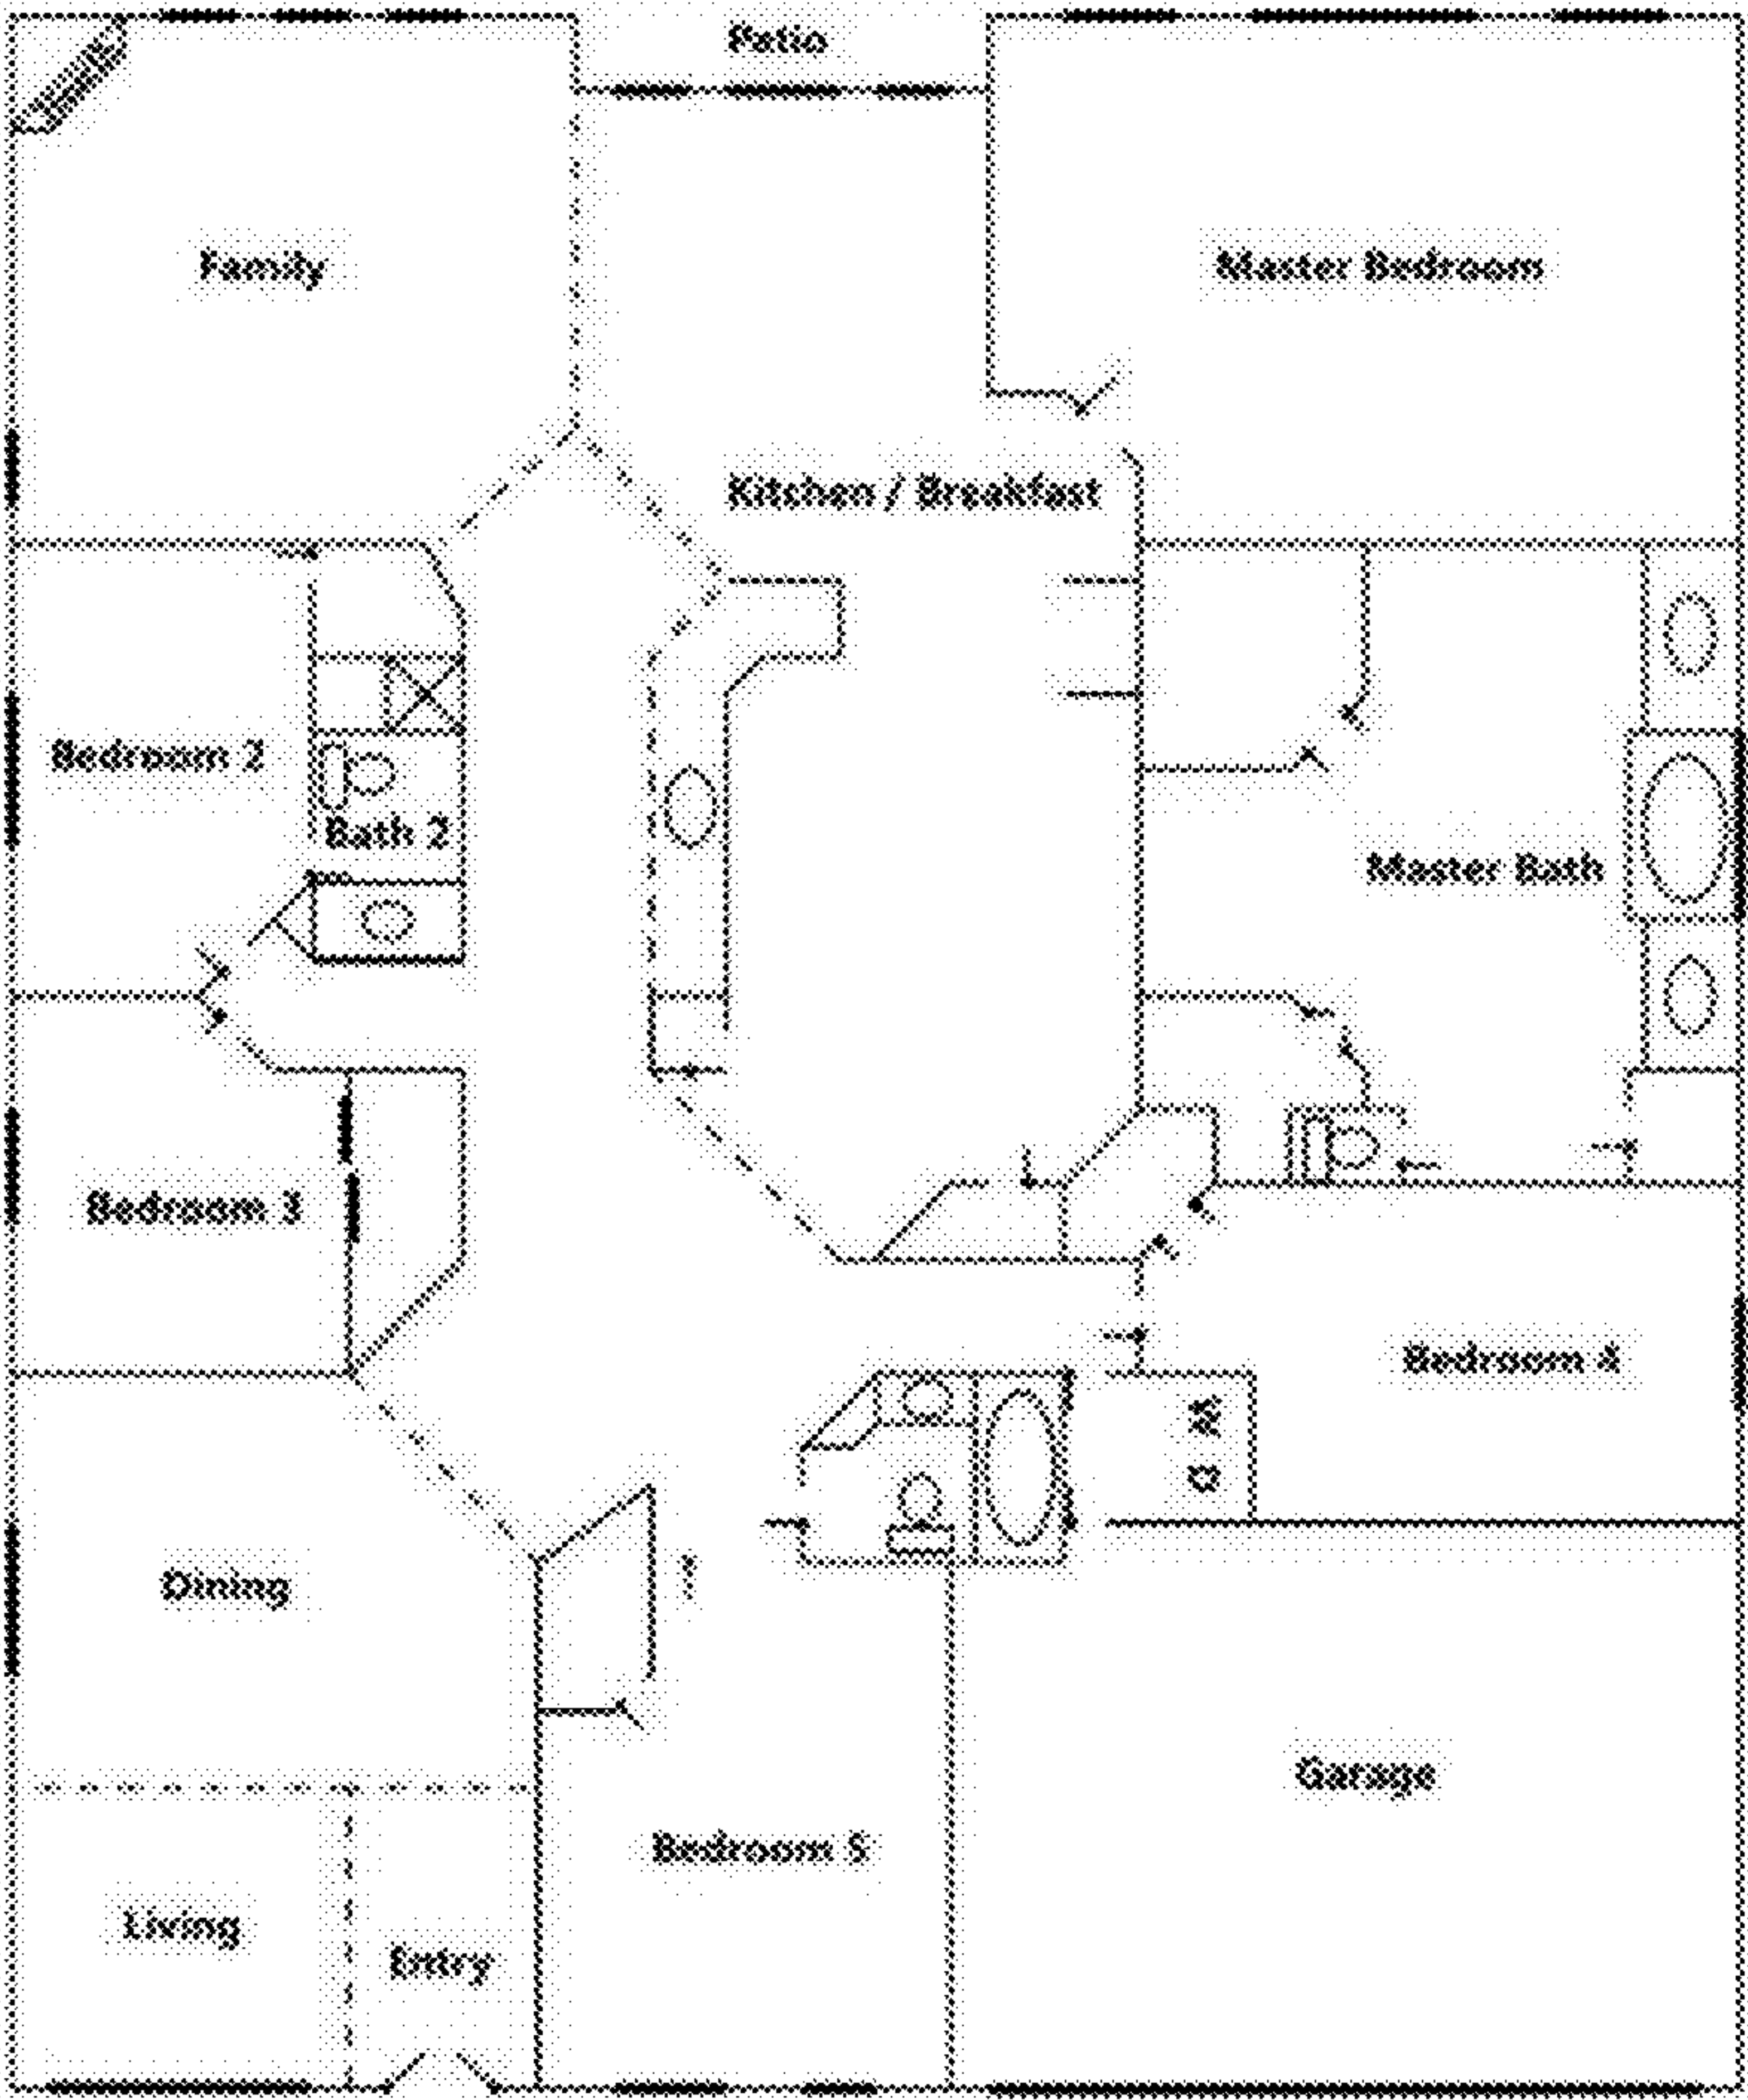 Patio
Family
Master Bedroom
Kitchen / Breakfast
Bedroom 2
Bath 2
Master Bath
Bedroom 3
Bedroom 4
W
D
Dining
Garage
Bedroom 5
Living
Entry